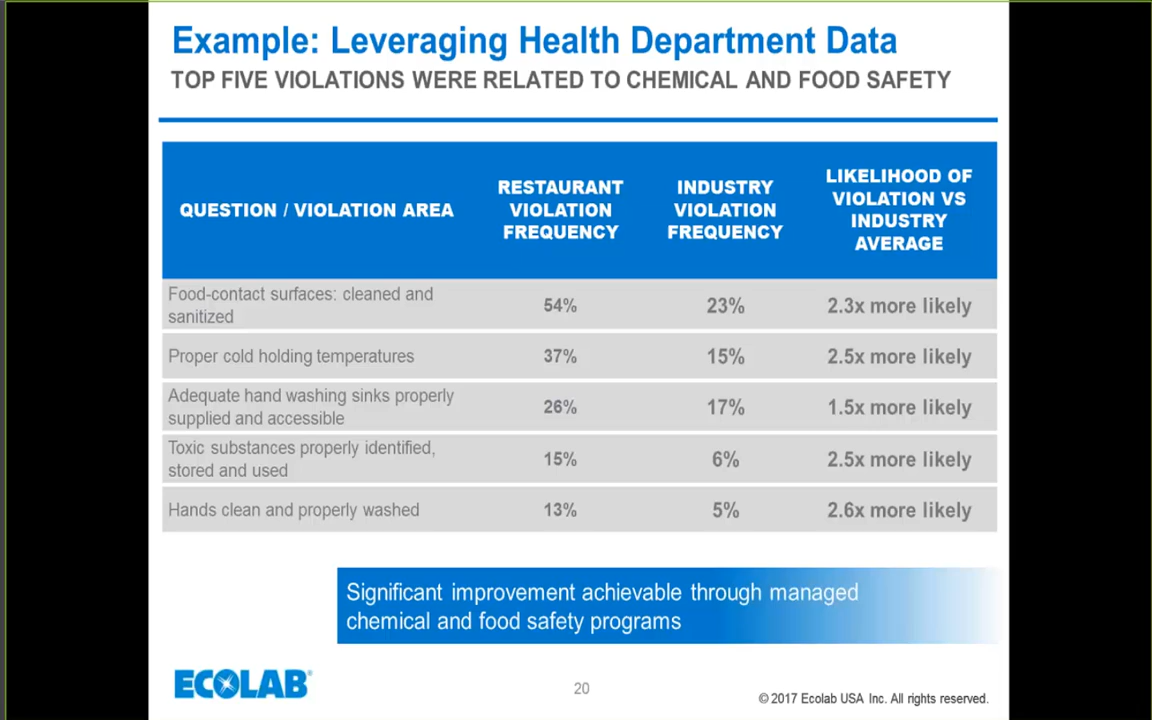 Example: Leveraging Health Department Data
TOP FIVE VIOLATIONS WERE RELATED TO CHEMICAL AND FOOD SAFETY
QUESTION / VIOLATION AREA
RESTAURANT
VIOLATION
FREQUENCY
INDUSTRY
VIOLATION
FREQUENCY
LIKELIHOOD OF
VIOLATION VS
INDUSTRY
AVERAGE
Food-contact surfaces: cleaned and
sanitized
54%
23%
2.3x more likely
Proper cold holding temperatures
37%
15%
2.5x more likely
Adequate hand washing sinks properly
supplied and accessible
26%
17%
1.5x more likely
Toxic substances properly identified,
stored and used
15%
6%
2.5x more likely
Hands clean and properly washed
13%
5%
2.6x more likely
Significant improvement achievable through managed
chemical and food safety programs
ECOLAB®
20
© 2017 Ecolab USA Inc. All rights reserved.